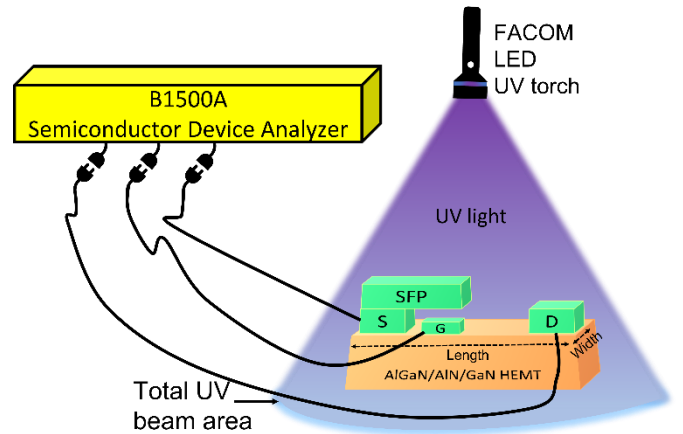 FACOM
LED
UV torch
B1500A
Semiconductor Device Analyzer
UV light
SFP
S
G
D
Length
Width
AlGaN/AlN/GaN HEMT
Total UV
beam area